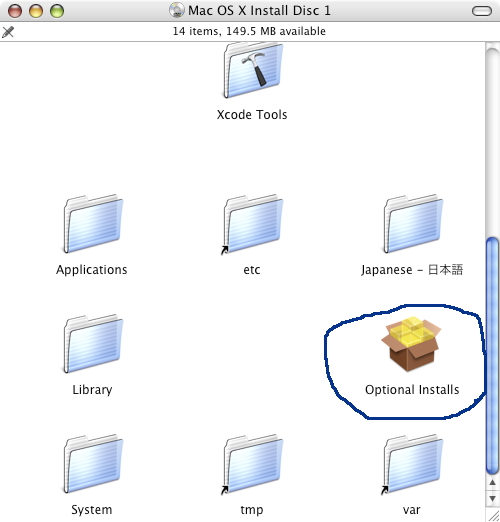 Mac OS X Install Disc 1
14 items, 149.5 MB available
Xcode Tools
Applications
etc
Japanese - 日本語
Library
Optional Installs
System
tmp
var